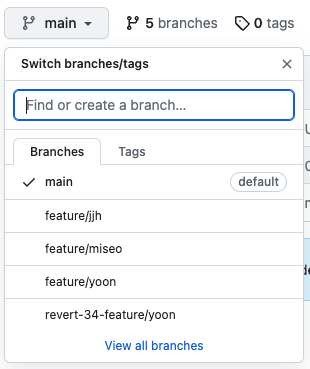 main 5 branches 0 tags
Switch branches/tags
Find or create a branch...
Branches Tags
main default
feature/jjh
feature/miseo
feature/yoon
revert-34-feature/yoon
View all branches